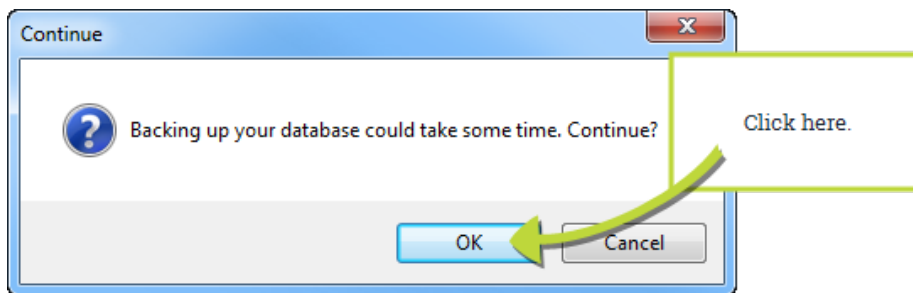 Continue
Backing up your database could take some time. Continue?
Click here.
OK
Cancel